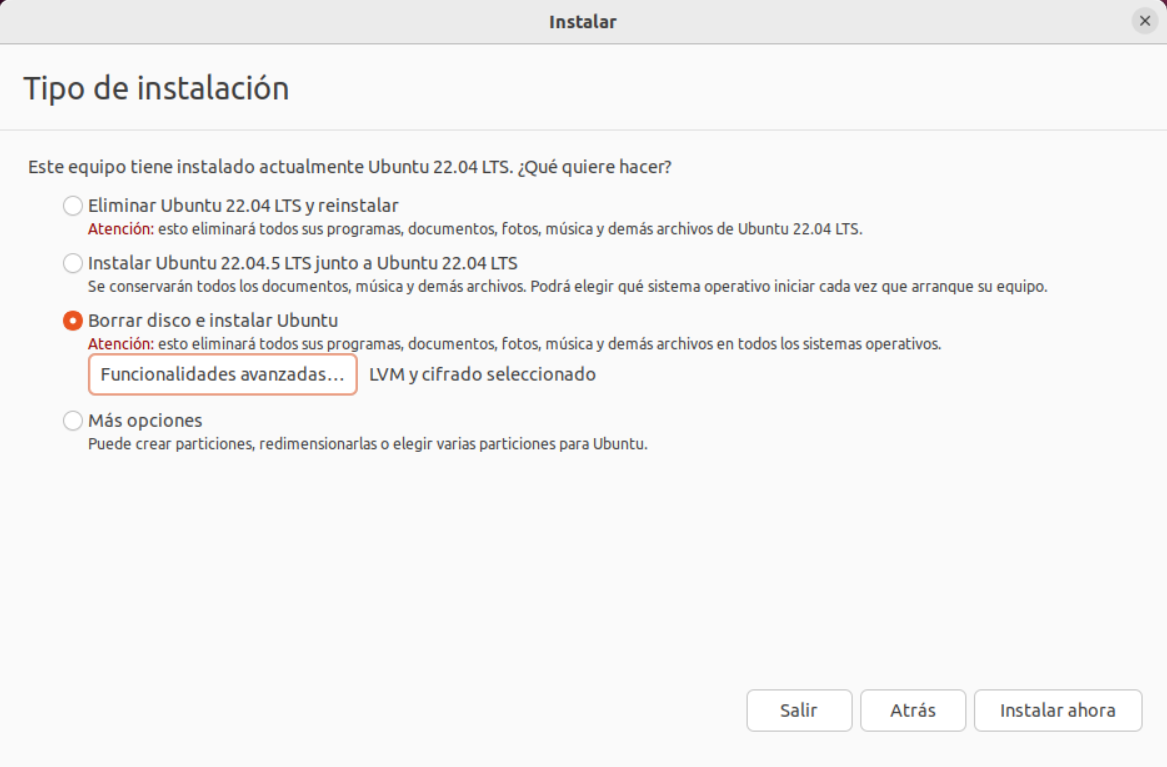 Instalar
Tipo de instalación
Este equipo tiene instalado actualmente Ubuntu 22.04 LTS. ¿Qué quiere hacer?
Eliminar Ubuntu 22.04 LTS y reinstalar
Atención: esto eliminará todos sus programas, documentos, fotos, música y demás archivos de Ubuntu 22.04 LTS.
Instalar Ubuntu 22.04.5 LTS junto a Ubuntu 22.04 LTS
Se conservarán todos los documentos, música y demás archivos. Podrá elegir qué sistema operativo iniciar cada vez que arranque su equipo.
Borrar disco e instalar Ubuntu
Atención: esto eliminará todos sus programas, documentos, fotos, música y demás archivos en todos los sistemas operativos.
Funcionalidades avanzadas... LVM y cifrado seleccionado
Más opciones
Puede crear particiones, redimensionarlas o elegir varias particiones para Ubuntu.
Salir Atrás Instalar ahora